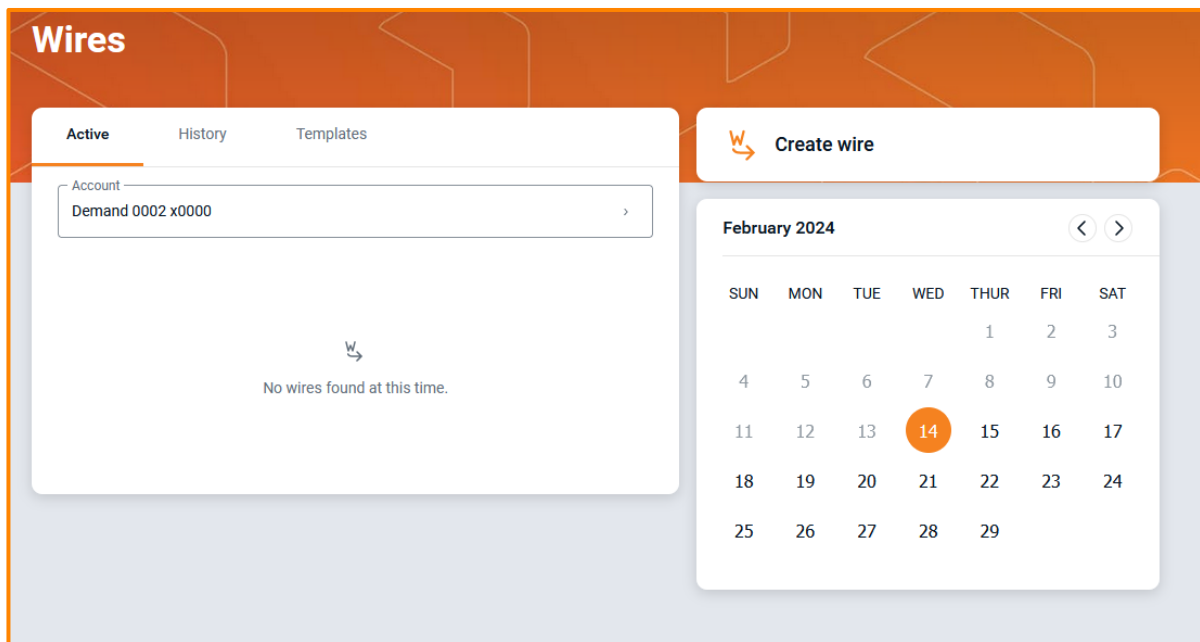 Wires
Active History Templates
Account
Demand 0002 x0000
No wires found at this time.
Create wire
February 2024
SUN MON TUE WED THUR FRI SAT
1 2 3
4 5 6 7 8 9 10
11 12 13 14 15 16 17
18 19 20 21 22 23 24
25 26 27 28 29